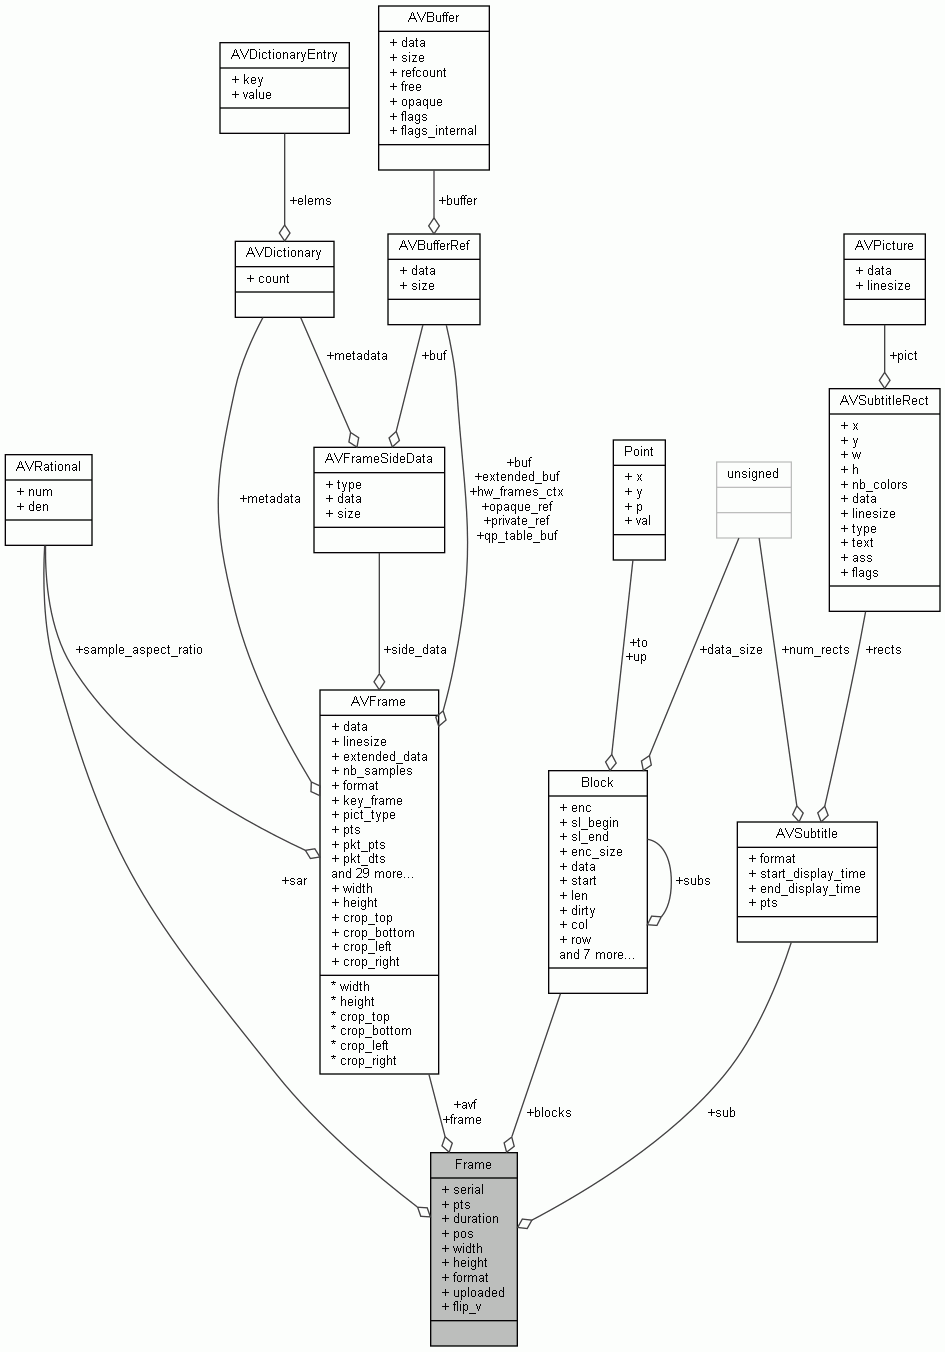 AVBuffer
+ data
+ size
+ refcount
+ free
+ opaque
+ flags
+ flags_internal
AVDictionaryEntry
+ key
+ value
+elems
+buffer
AVDictionary
+ count
AVBufferRef
+ data
+ size
AVPicture
+ data
+ linesize
+metadata
+buf
+pict
AVSubtitleRect
+ x
+ y
+ w
+ h
+ nb_colors
+ data
+ linesize
+ type
+ text
+ ass
+ flags
AVRational
+ num
+ den
+metadata
AVFrameSideData
+ type
+ data
+ size
+buf
+extended_buf
+hw_frames_ctx
+opaque_ref
+private_ref
+qp_table_buf
Point
+ x
+ y
+ p
+ val
unsigned
+sample_aspect_ratio
+side_data
+to
+up
+data_size
+num_rects
+rects
AVFrame
+ data
+ linesize
+ extended_data
+ nb_samples
+ format
+ key_frame
+ pict_type
+ pts
+ pkt_pts
+ pkt_dts
and 29 more...
+ width
+ height
+ crop_top
+ crop_bottom
+ crop_left
+ crop_right
* width
* height
* crop_top
* crop_bottom
* crop_left
* crop_right
+sar
Block
+ enc
+ sl_begin
+ sl_end
+ enc_size
+ data
+ start
+ len
+ dirty
+ col
+ row
and 7 more...
+subs
AVSubtitle
+ format
+ start_display_time
+ end_display_time
+ pts
+avf
+frame
+blocks
+sub
Frame
+ serial
+ pts
+ duration
+ pos
+ width
+ height
+ format
+ uploaded
+ flip_v